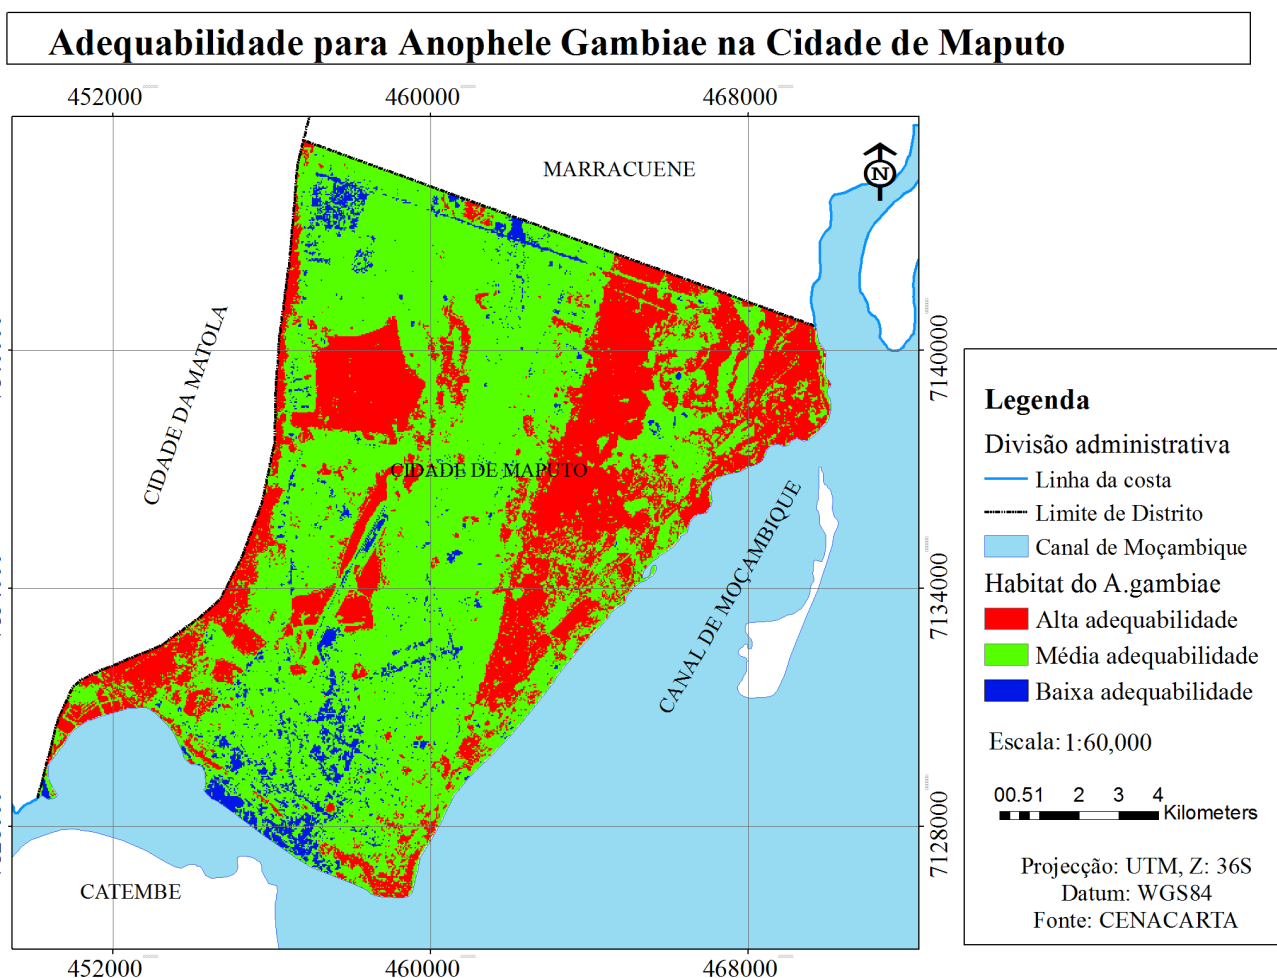 Adequabilidade para Anophele Gambiae na Cidade de Maputo
452000 460000 468000
MARRACUENE
N
CIDADE DA MATOLA
7140000
CIDADE DE MAPUTO
CANAL DE MOÇAMBIQUE
7134000
7128000
CATEMBE
452000 460000 468000
Legenda
Divisão administrativa
Linha da costa
Limite de Distrito
Canal de Moçambique
Habitat do A.gambiae
Alta adequabilidade
Média adequabilidade
Baixa adequabilidade
Escala: 1:60,000
00.51 2 3 4
Kilometers
Projecção: UTM, Z: 36S
Datum: WGS84
Fonte: CENACARTA